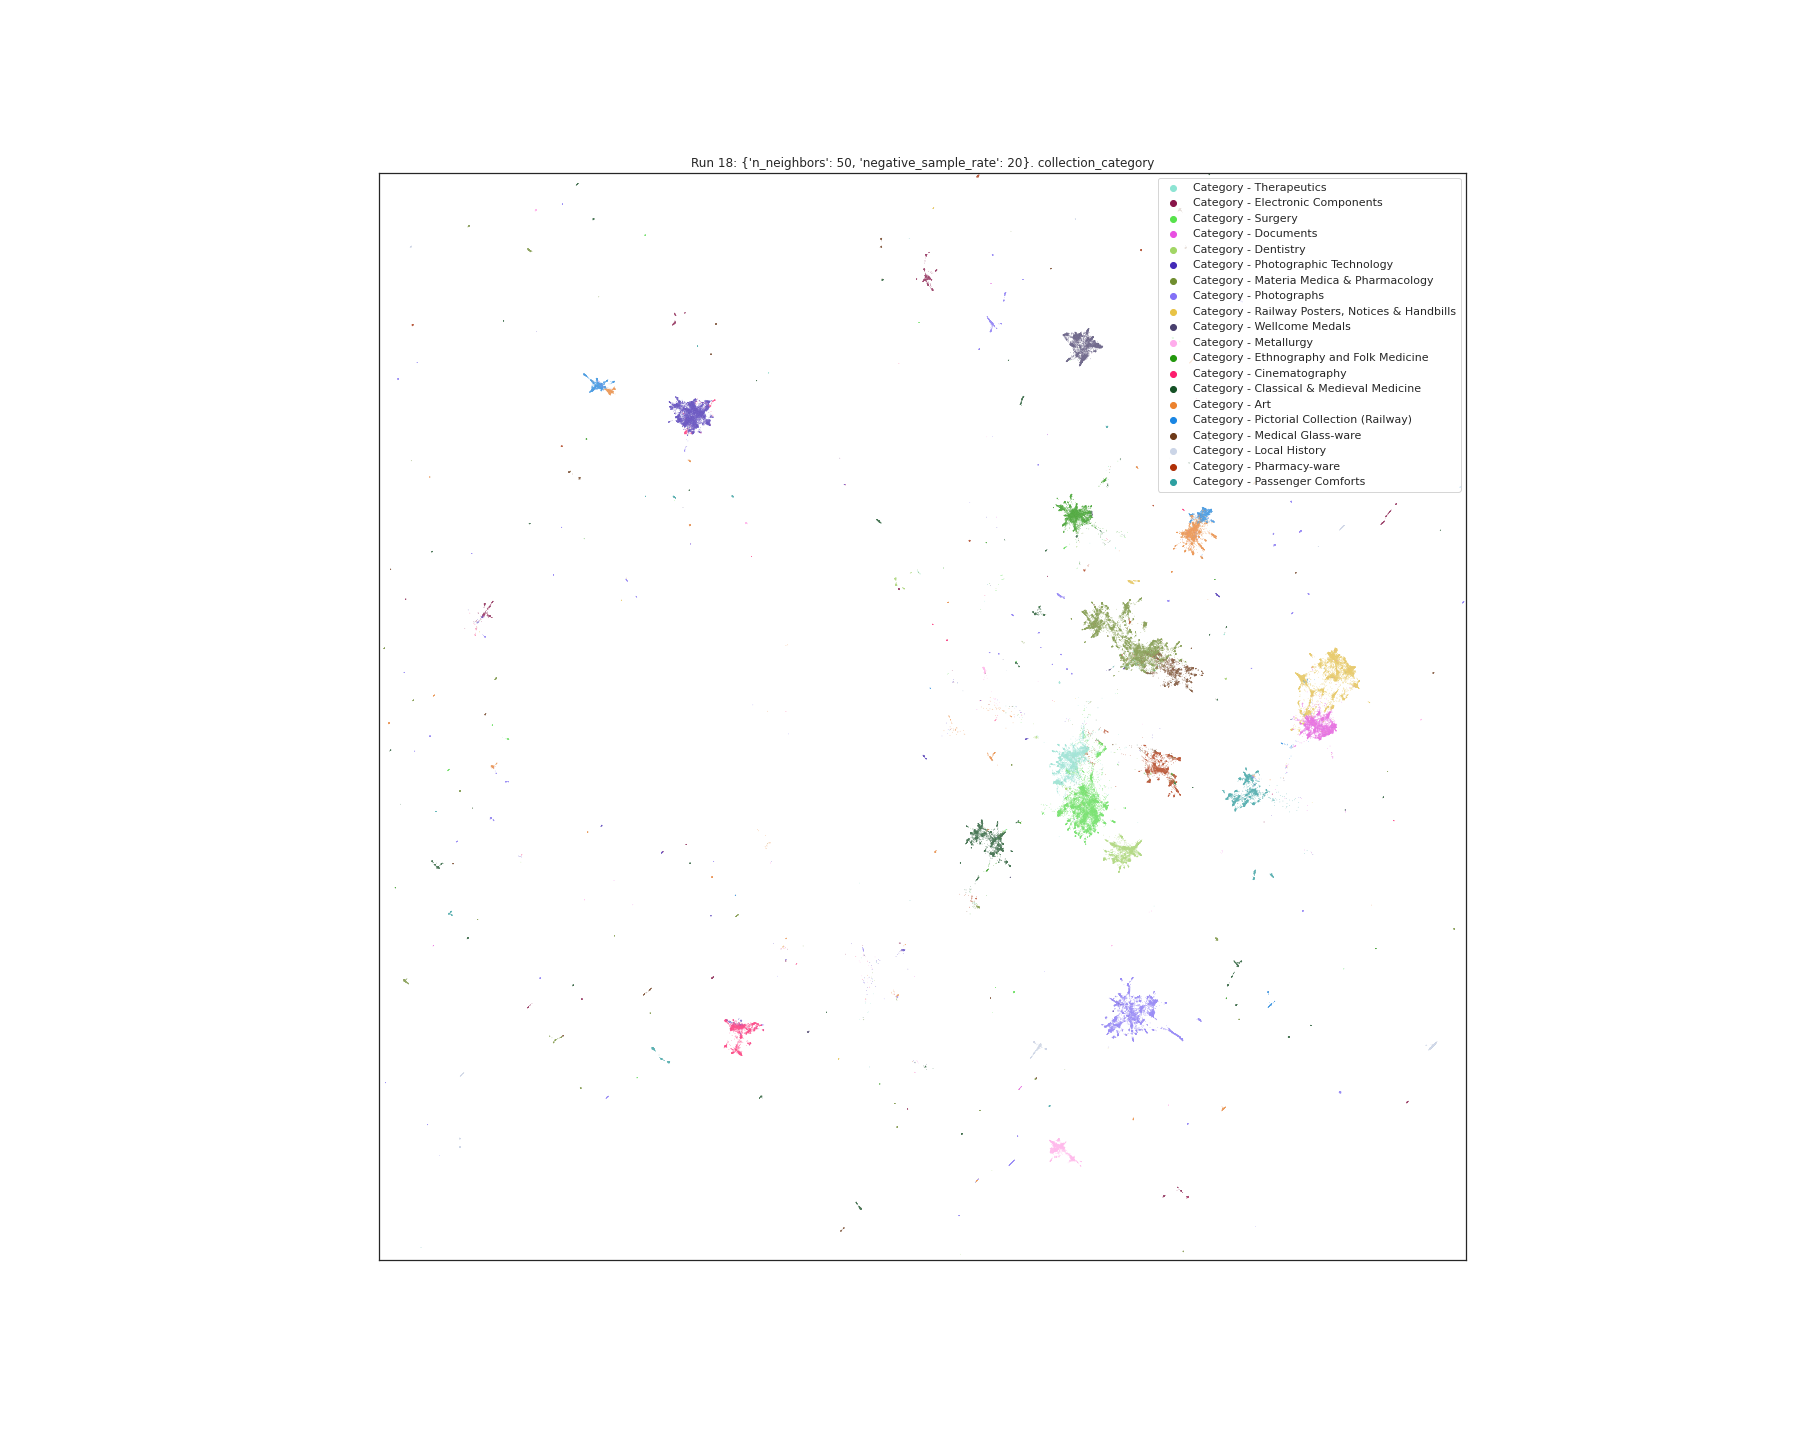 Run 18: {'n_neighbors': 50, 'negative_sample_rate': 20}. collection_category
Category - Therapeutics
Category - Electronic Components
Category - Surgery
Category - Documents
Category - Dentistry
Category - Photographic Technology
Category - Materia Medica & Pharmacology
Category - Photographs
Category - Railway Posters, Notices & Handbills
Category - Wellcome Medals
Category - Metallurgy
Category - Ethnography and Folk Medicine
Category - Cinematography
Category - Classical & Medieval Medicine
Category - Art
Category - Pictorial Collection (Railway)
Category - Medical Glass-ware
Category - Local History
Category - Pharmacy-ware
Category - Passenger Comforts